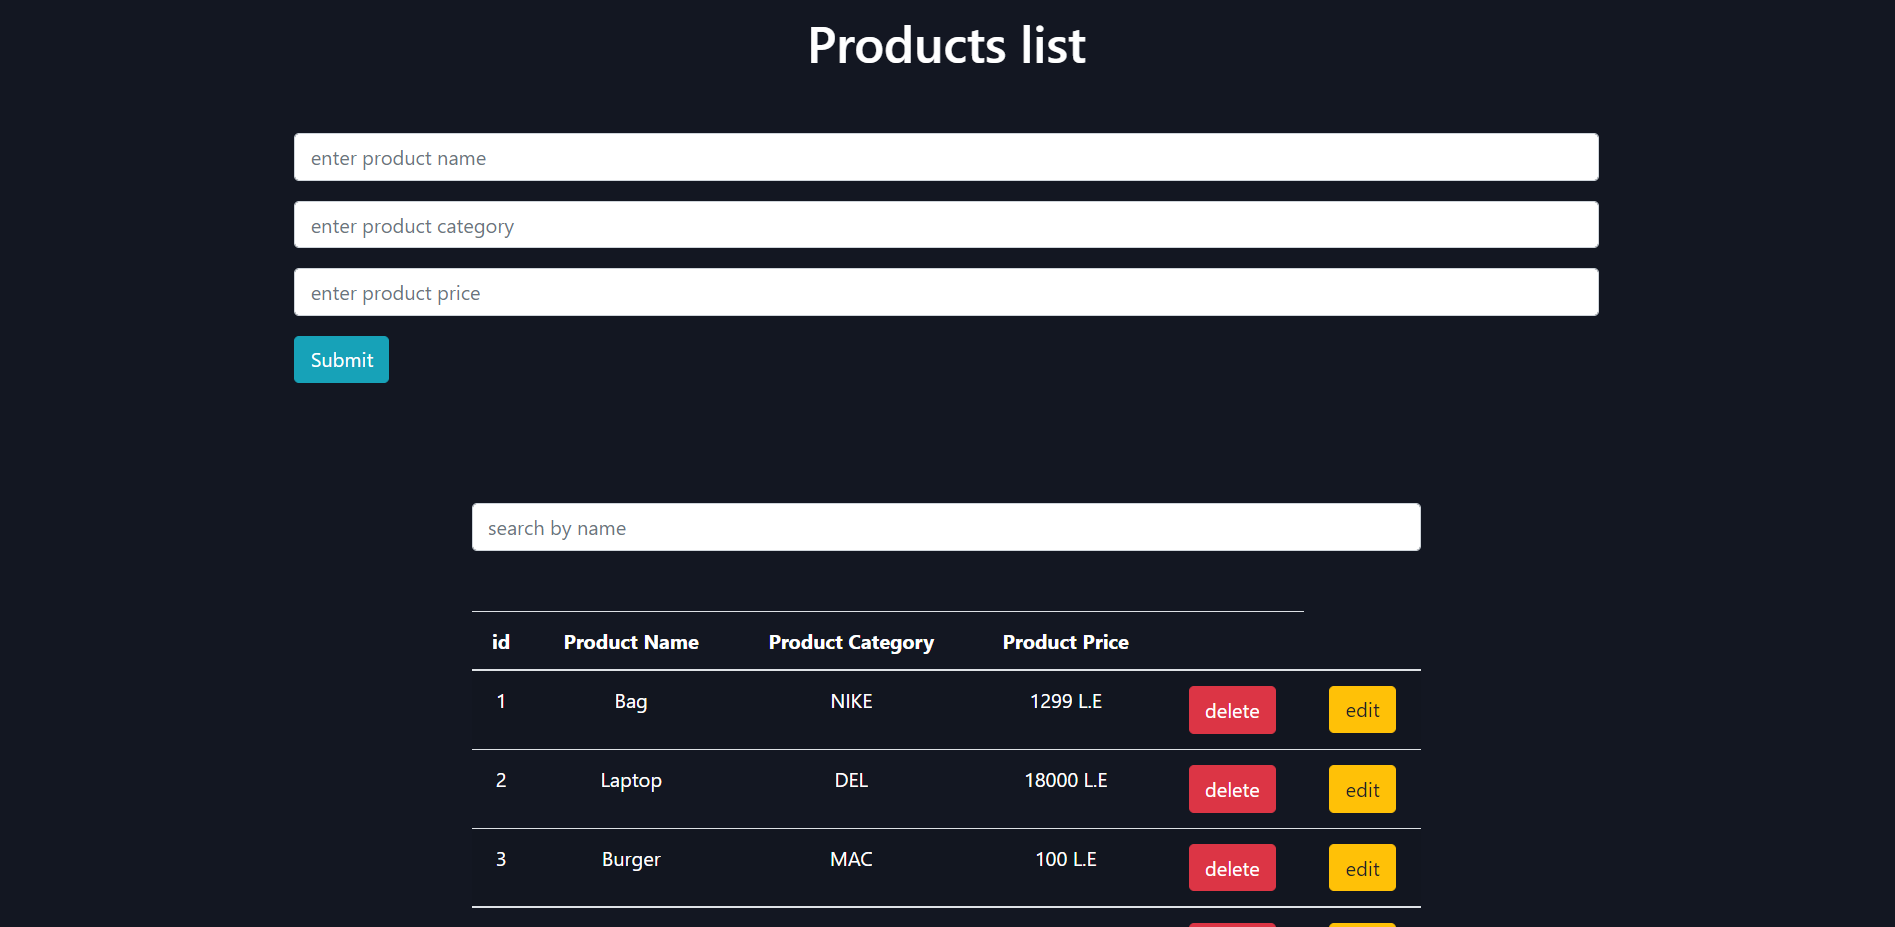 Products list
enter product name
enter product category
enter product price
Submit
search by name
id Product Name Product Category Product Price
1 Bag NIKE 1299 L.E delete edit
2 Laptop DEL 18000 L.E delete edit
3 Burger MAC 100 L.E delete edit